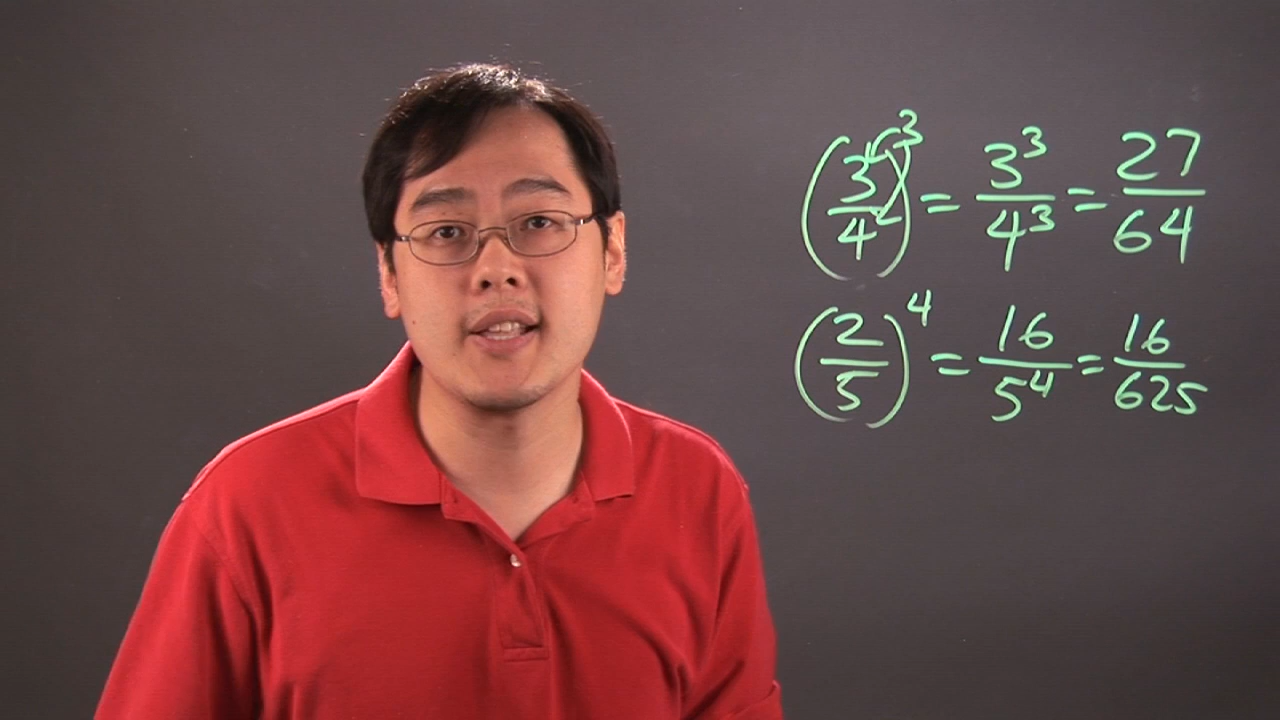 (3/4)³ = 3³/4³ = 27/64
(2/5)⁴ = 16/5⁴ = 16/625